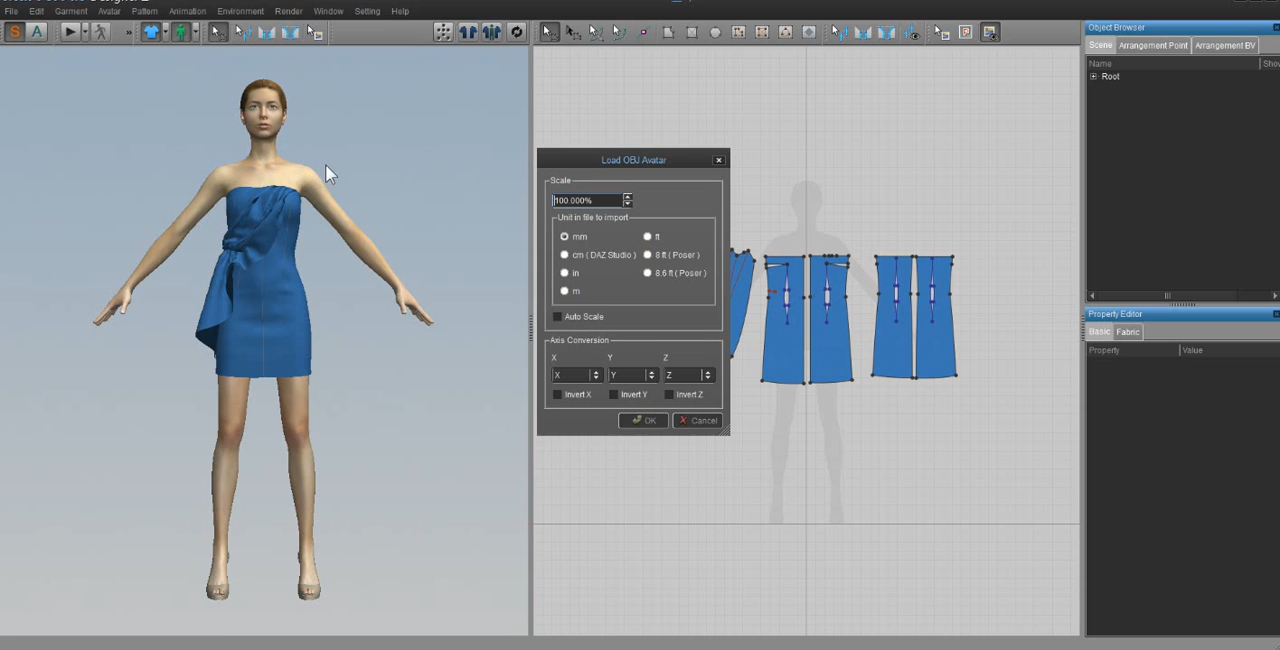 File Edit Garment Avatar Pattern Animation Environment Render Window Setting Help
S A »
Object Browser
Scene Arrangement Point Arrangement BV
Name
Root
Load OBJ Avatar
Scale
100.000%
Unit in file to import
mm ft
cm ( DAZ Studio ) 8 ft ( Poser )
in 8.6 ft ( Poser )
m
Auto Scale
Axis Conversion
X Y Z
X Y Z
Invert X Invert Y Invert Z
OK Cancel
Property Editor
Basic Fabric
Property Value